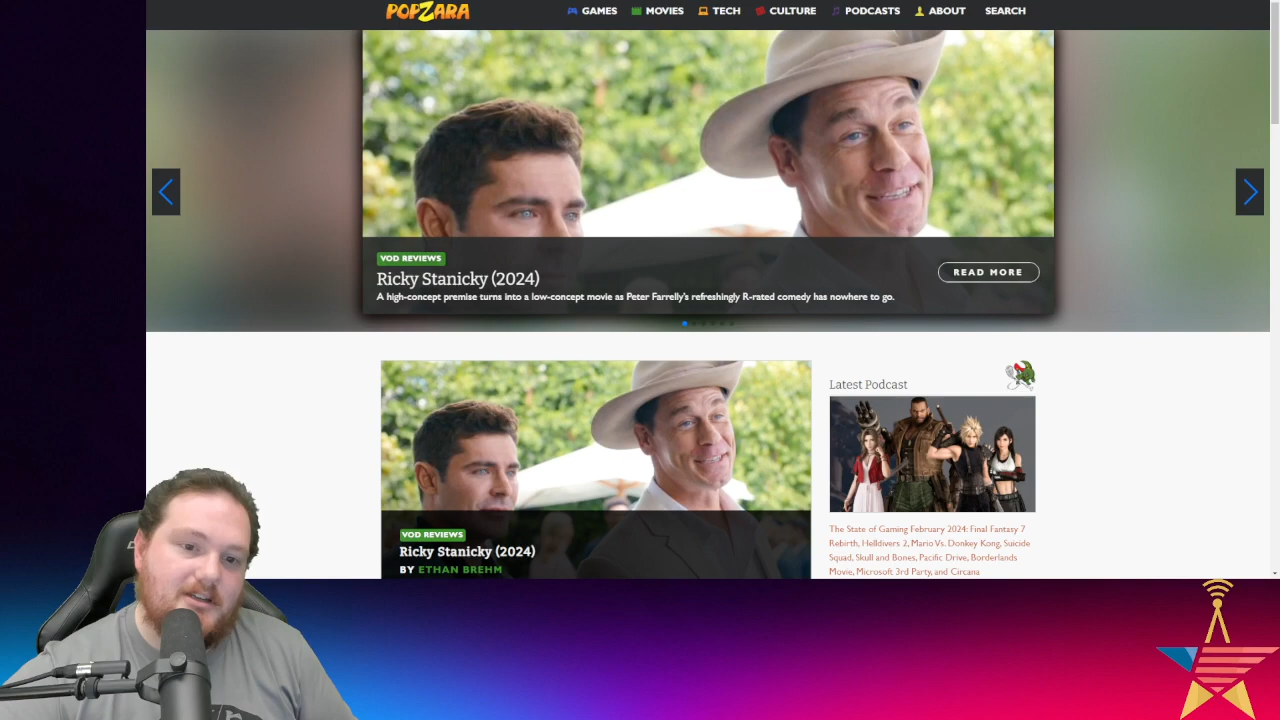 POPZARA
GAMES MOVIES TECH CULTURE PODCASTS ABOUT SEARCH
VOD REVIEWS
Ricky Stanicky (2024)
A high-concept premise turns into a low-concept movie as Peter Farrelly's refreshingly R-rated comedy has nowhere to go.
READ MORE
VOD REVIEWS
Ricky Stanicky (2024)
BY ETHAN BREHM
Latest Podcast
The State of Gaming February 2024: Final Fantasy 7
Rebirth, Helldivers 2, Mario Vs. Donkey Kong, Suicide
Squad, Skull and Bones, Pacific Drive, Borderlands
Movie, Microsoft 3rd Party, and Circana